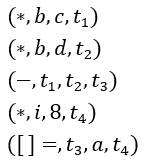 (*, b, c, t₁)
(*, b, d, t₂)
(−, t₁, t₂, t₃)
(*, i, 8, t₄)
([ ] =, t₃, a, t₄)